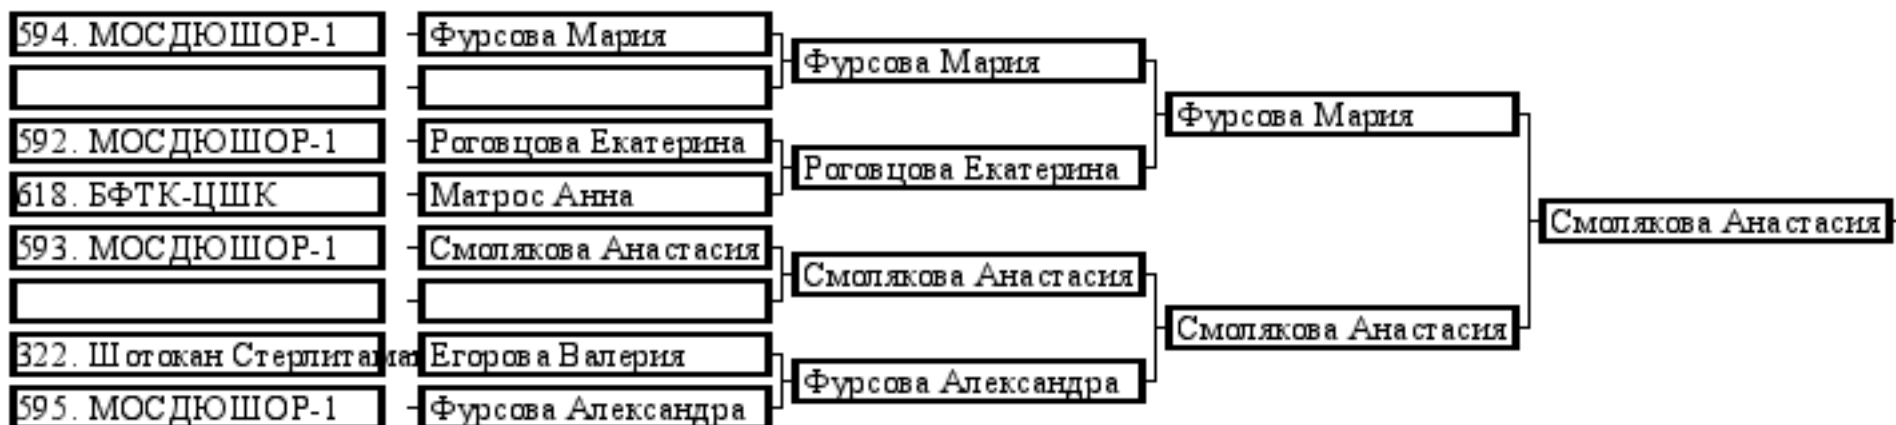 594. МОСДЮШОР-1 Фурсова Мария
Фурсова Мария
Фурсова Мария
592. МОСДЮШОР-1 Роговцова Екатерина
Роговцова Екатерина
618. БФТК-ЦШК Матрос Анна
Смолякова Анастасия
593. МОСДЮШОР-1 Смолякова Анастасия
Смолякова Анастасия
Смолякова Анастасия
322. Шотокан Стерлитамак Егорова Валерия
Фурсова Александра
595. МОСДЮШОР-1 Фурсова Александра